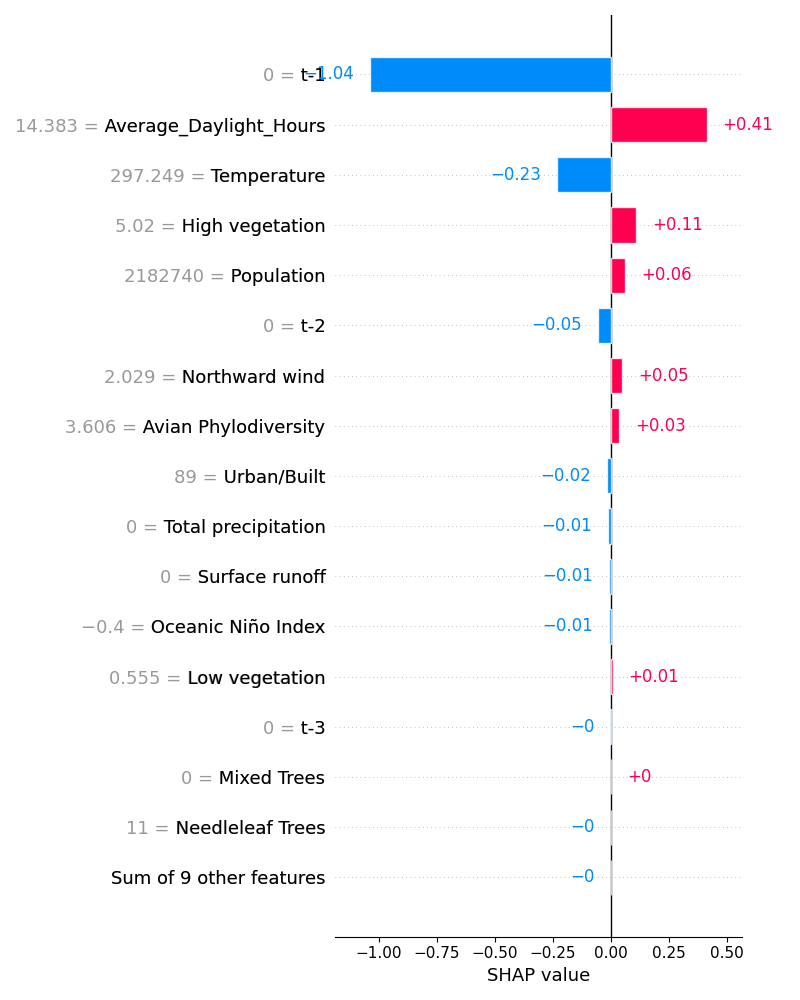 0 = t-1 −1.04
14.383 = Average_Daylight_Hours +0.41
297.249 = Temperature −0.23
5.02 = High vegetation +0.11
2182740 = Population +0.06
0 = t-2 −0.05
2.029 = Northward wind +0.05
3.606 = Avian Phylodiversity +0.03
89 = Urban/Built −0.02
0 = Total precipitation −0.01
0 = Surface runoff −0.01
−0.4 = Oceanic Niño Index −0.01
0.555 = Low vegetation +0.01
0 = t-3 −0
0 = Mixed Trees +0
11 = Needleleaf Trees −0
Sum of 9 other features −0
−1.00 −0.75 −0.50 −0.25 0.00 0.25 0.50
SHAP value